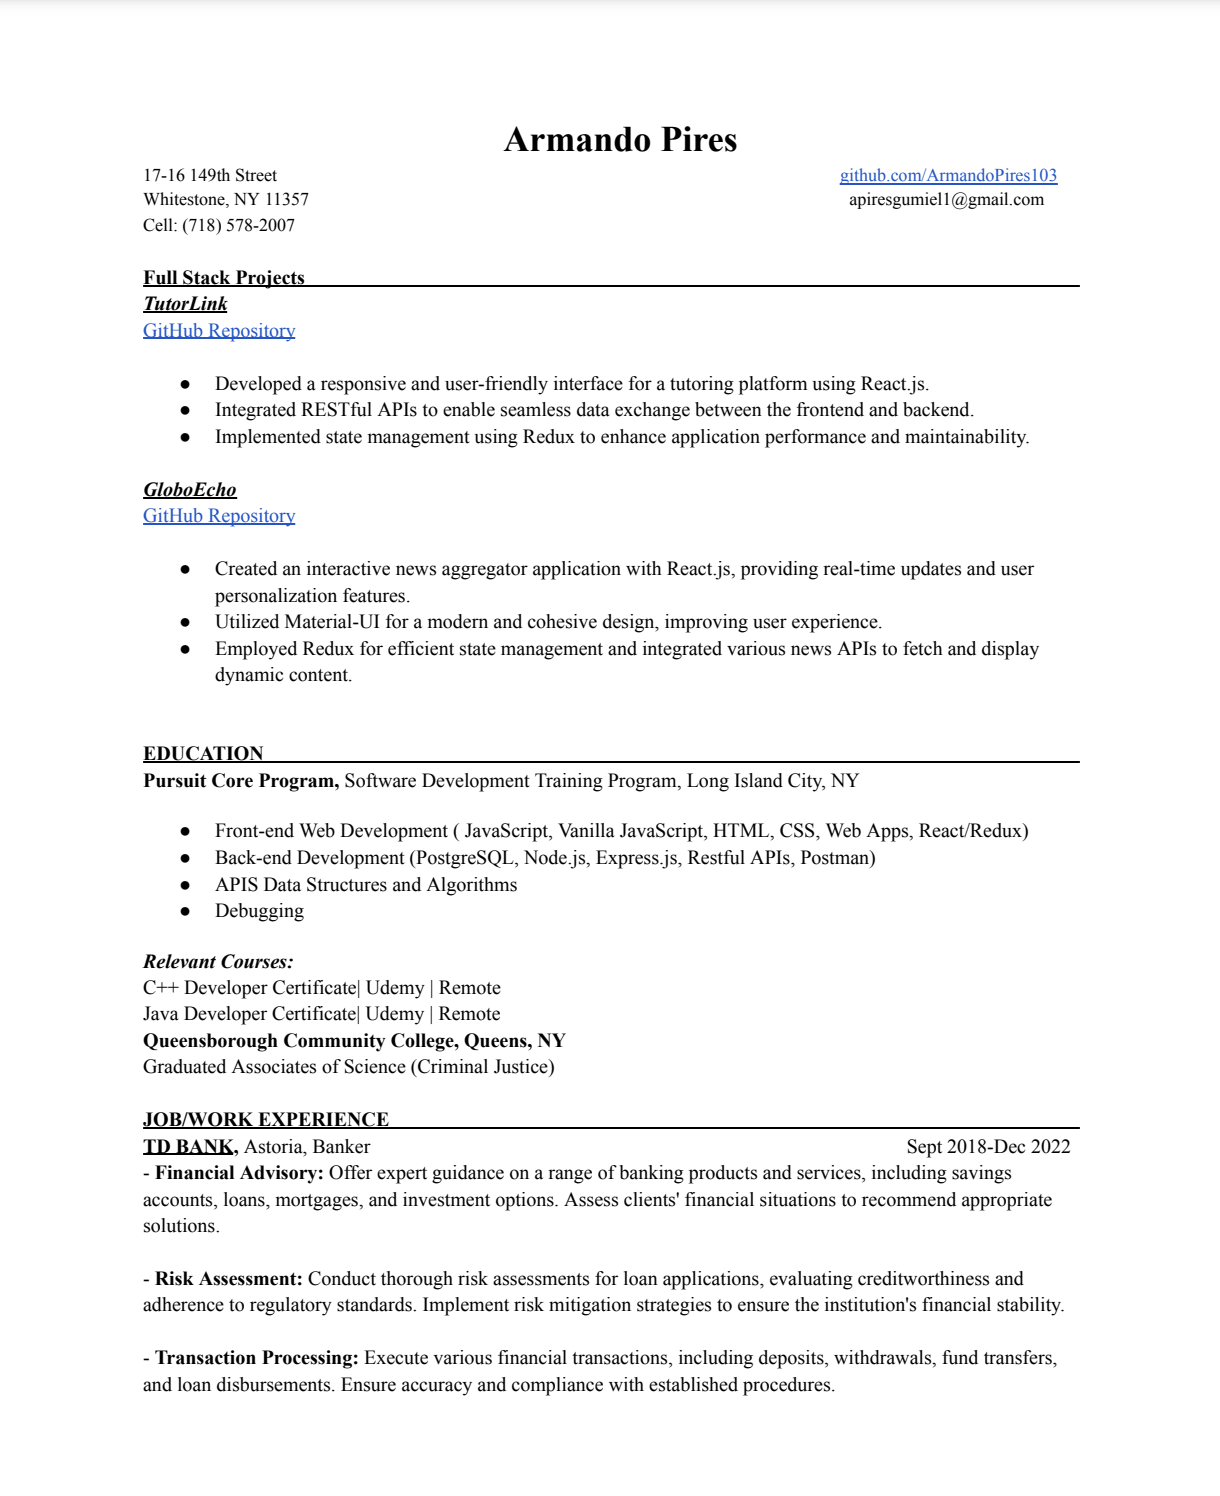 Armando Pires
17-16 149th Street
github.com/ArmandoPires103
Whitestone, NY 11357
apiresgumiel1@gmail.com
Cell: (718) 578-2007
Full Stack Projects
TutorLink
GitHub Repository
● Developed a responsive and user-friendly interface for a tutoring platform using React.js.
● Integrated RESTful APIs to enable seamless data exchange between the frontend and backend.
● Implemented state management using Redux to enhance application performance and maintainability.
GloboEcho
GitHub Repository
● Created an interactive news aggregator application with React.js, providing real-time updates and user
personalization features.
● Utilized Material-UI for a modern and cohesive design, improving user experience.
● Employed Redux for efficient state management and integrated various news APIs to fetch and display
dynamic content.
EDUCATION
Pursuit Core Program, Software Development Training Program, Long Island City, NY
● Front-end Web Development ( JavaScript, Vanilla JavaScript, HTML, CSS, Web Apps, React/Redux)
● Back-end Development (PostgreSQL, Node.js, Express.js, Restful APIs, Postman)
● APIS Data Structures and Algorithms
● Debugging
Relevant Courses:
C++ Developer Certificate| Udemy | Remote
Java Developer Certificate| Udemy | Remote
Queensborough Community College, Queens, NY
Graduated Associates of Science (Criminal Justice)
JOB/WORK EXPERIENCE
TD BANK, Astoria, Banker Sept 2018-Dec 2022
- Financial Advisory: Offer expert guidance on a range of banking products and services, including savings
accounts, loans, mortgages, and investment options. Assess clients' financial situations to recommend appropriate
solutions.
- Risk Assessment: Conduct thorough risk assessments for loan applications, evaluating creditworthiness and
adherence to regulatory standards. Implement risk mitigation strategies to ensure the institution's financial stability.
- Transaction Processing: Execute various financial transactions, including deposits, withdrawals, fund transfers,
and loan disbursements. Ensure accuracy and compliance with established procedures.